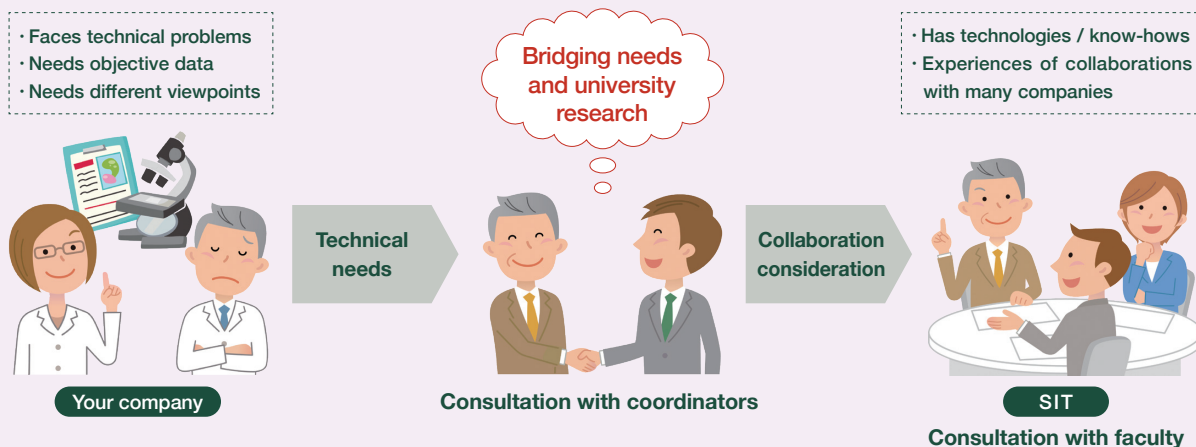 · Faces technical problems
· Needs objective data
· Needs different viewpoints
Bridging needs
and university
research
· Has technologies / know-hows
· Experiences of collaborations
with many companies
Technical
needs
Collaboration
consideration
Your company
Consultation with coordinators
SIT
Consultation with faculty